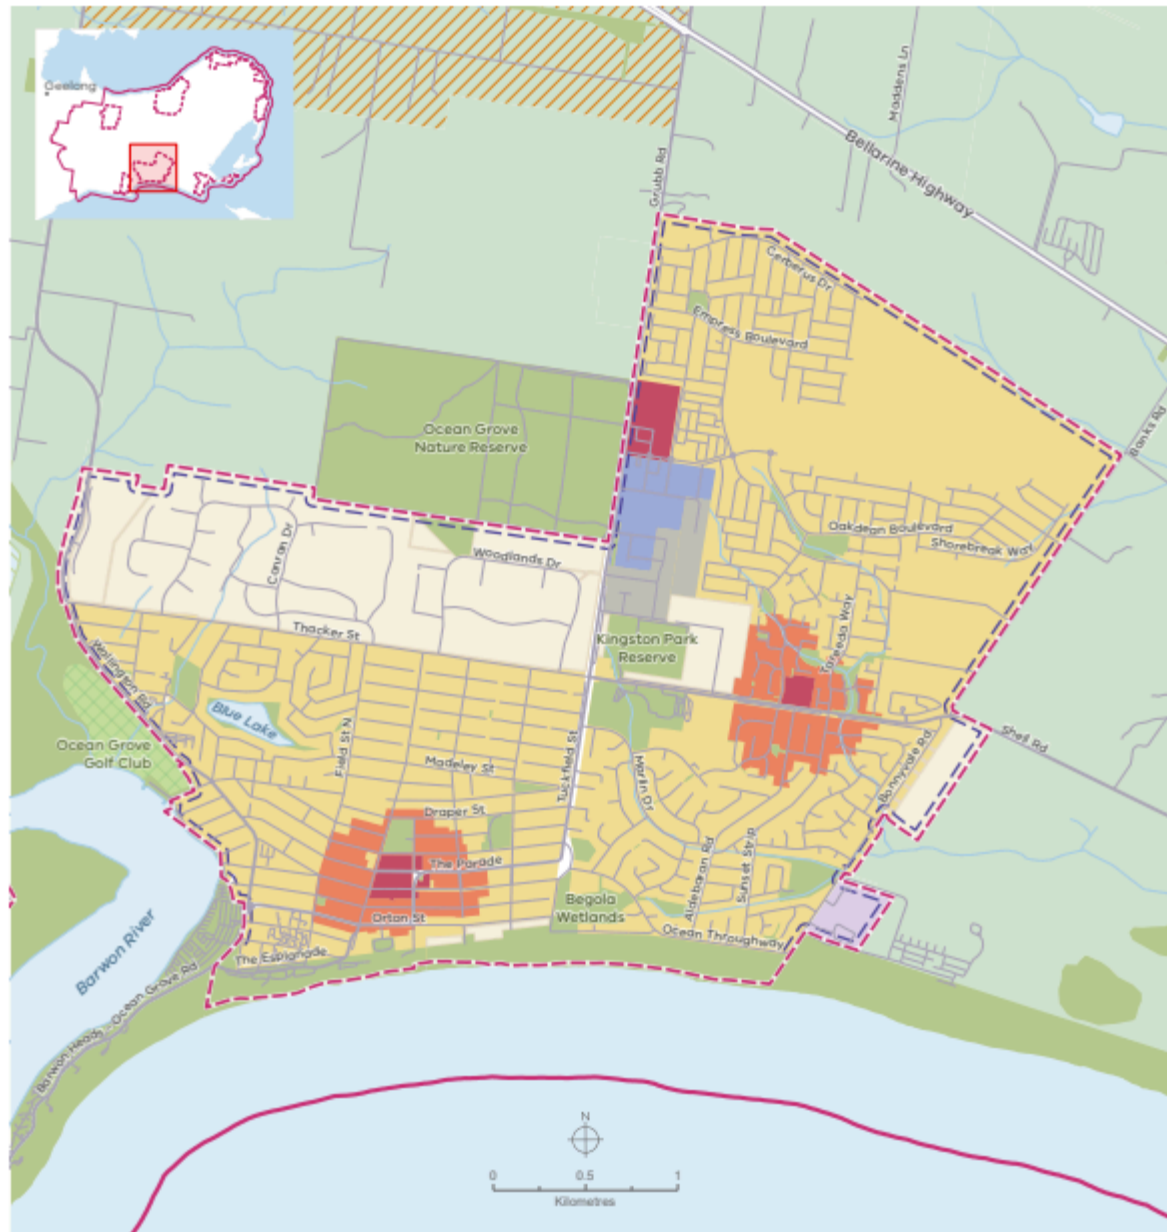 Geelong
Maddens Ln
Bellarine Highway
Grubb Rd
Cerberus Dr
Empress Boulevard
Banks Rd
Ocean Grove
Nature Reserve
Oakdean Boulevard
Shorebreak Way
Woodlands Dr
Conran Dr
Thacker St
Kingston Park
Reserve
Wallington Rd
Blue Lake
Ocean Grove
Golf Club
Field St N
Madeley St
Tuckfield St
Marlin Dr
Shell Rd
Bonnyvale Rd
Draper St
The Parade
Aldebaran Rd
Sunset Strip
Begola
Wetlands
Orton St
Ocean Throughway
The Esplanade
Barwon River
Barwon Heads - Ocean Grove Rd
N
0 0.5 1
Kilometres